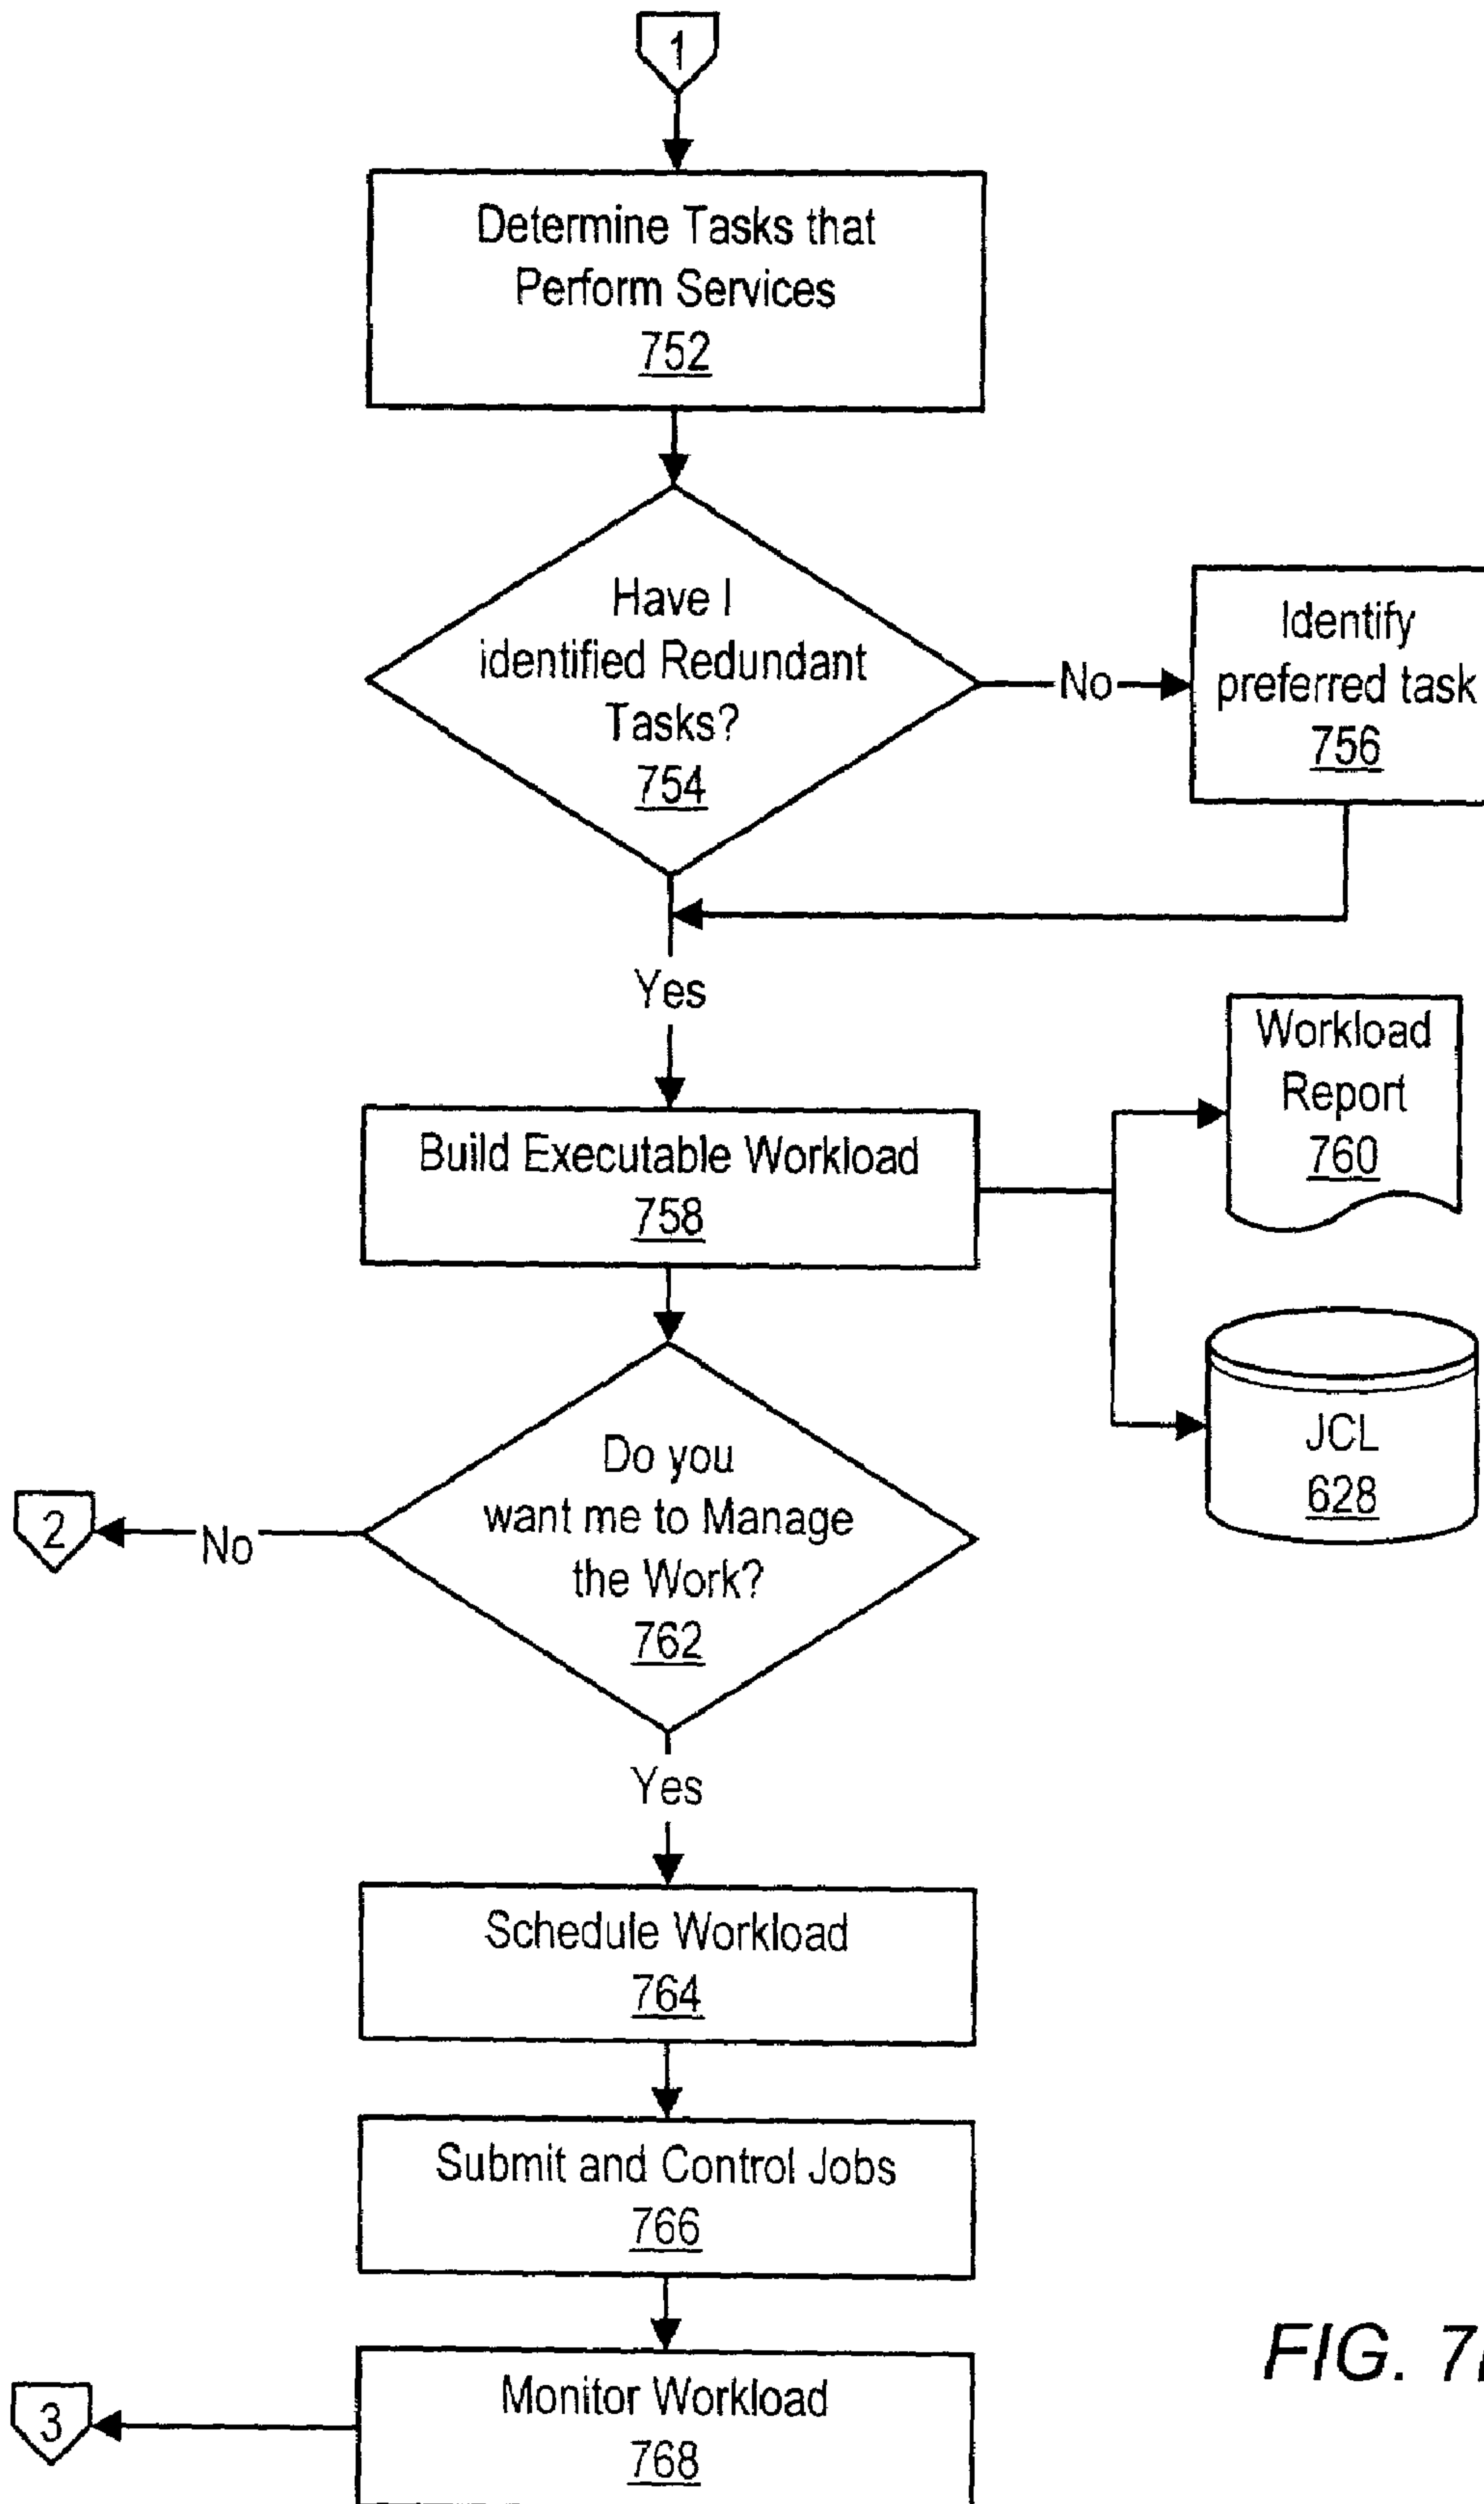 1
Determine Tasks that
Perform Services
752
Have I
identified Redundant
Tasks?
754
No
Identify
preferred task
756
Yes
Workload
Report
760
Build Executable Workload
758
JCL
628
Do you
want me to Manage
the Work?
762
No
2
Yes
Schedule Workload
764
Submit and Control Jobs
766
Monitor Workload
768
3
FIG. 7